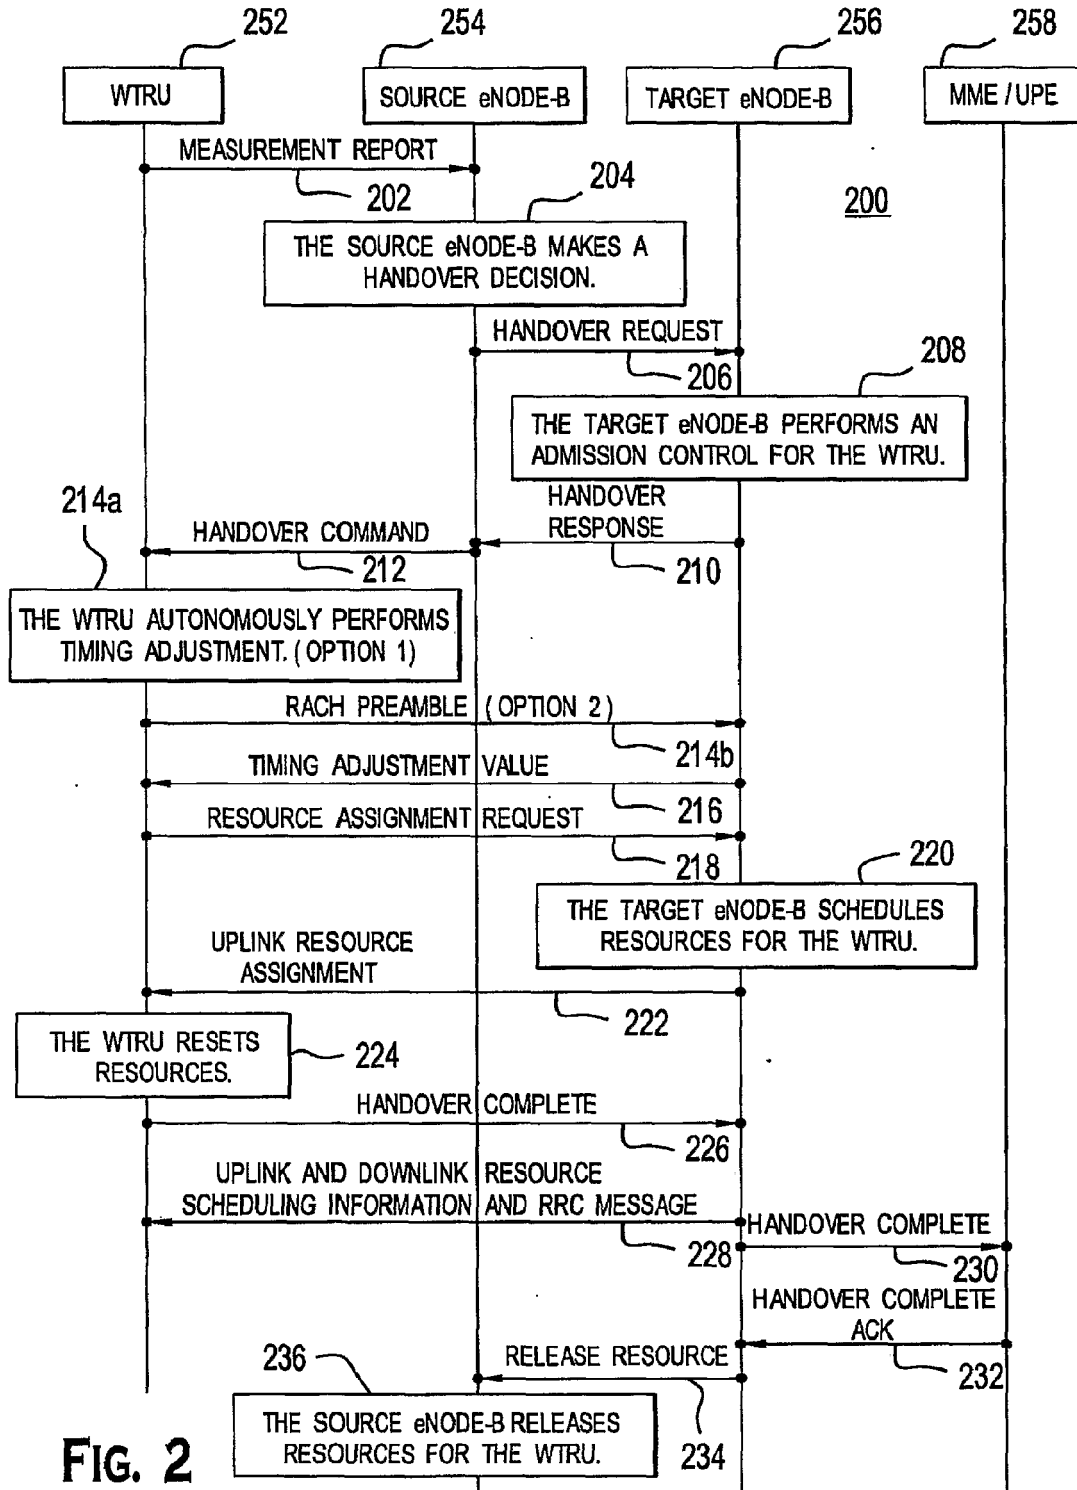 252
254
256
258
WTRU
SOURCE eNODE-B
TARGET eNODE-B
MME / UPE
MEASUREMENT REPORT
202
204
200
THE SOURCE eNODE-B MAKES A
HANDOVER DECISION.
HANDOVER REQUEST
206
208
THE TARGET eNODE-B PERFORMS AN
ADMISSION CONTROL FOR THE WTRU.
214a
HANDOVER
RESPONSE
HANDOVER COMMAND
212
210
THE WTRU AUTONOMOUSLY PERFORMS
TIMING ADJUSTMENT. (OPTION 1)
RACH PREAMBLE (OPTION 2)
214b
TIMING ADJUSTMENT VALUE
216
RESOURCE ASSIGNMENT REQUEST
218
220
THE TARGET eNODE-B SCHEDULES
RESOURCES FOR THE WTRU.
UPLINK RESOURCE
ASSIGNMENT
222
THE WTRU RESETS
RESOURCES.
224
HANDOVER COMPLETE
226
UPLINK AND DOWNLINK RESOURCE
SCHEDULING INFORMATION AND RRC MESSAGE
228
HANDOVER COMPLETE
230
HANDOVER COMPLETE
ACK
232
236
RELEASE RESOURCE
234
THE SOURCE eNODE-B RELEASES
RESOURCES FOR THE WTRU.
FIG. 2